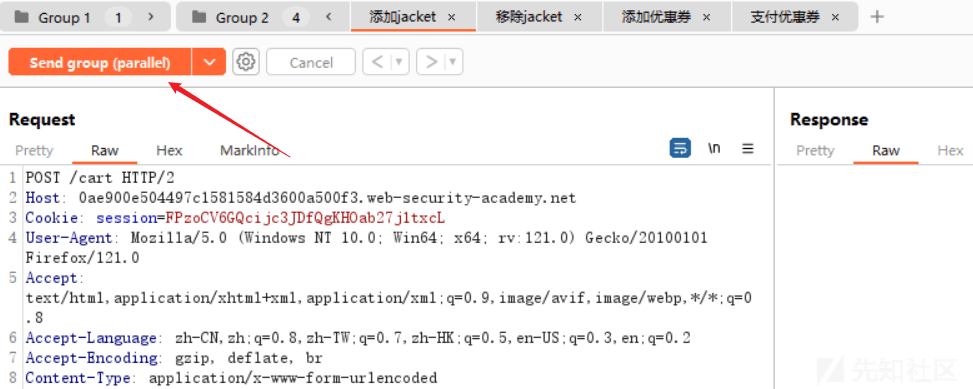 Group 1 1 > Group 2 4 < 添加jacket × 移除jacket × 添加优惠券 × 支付优惠券 × +
Send group (parallel) Cancel < >
Request Response
Pretty Raw Hex MarkInfo \n Pretty Raw Hex
1 POST /cart HTTP/2
2 Host: 0ae900e504497c1581584d3600a500f3.web-security-academy.net
3 Cookie: session=FPzoCV6GQcijc3JDfQgKHOab27j1txcL
4 User-Agent: Mozilla/5.0 (Windows NT 10.0; Win64; x64; rv:121.0) Gecko/20100101
Firefox/121.0
5 Accept:
text/html,application/xhtml+xml,application/xml;q=0.9,image/avif,image/webp,*/*;q=0
.8
6 Accept-Language: zh-CN,zh;q=0.8,zh-TW;q=0.7,zh-HK;q=0.5,en-US;q=0.3,en;q=0.2
7 Accept-Encoding: gzip, deflate, br
8 Content-Type: application/x-www-form-urlencoded
先知社区